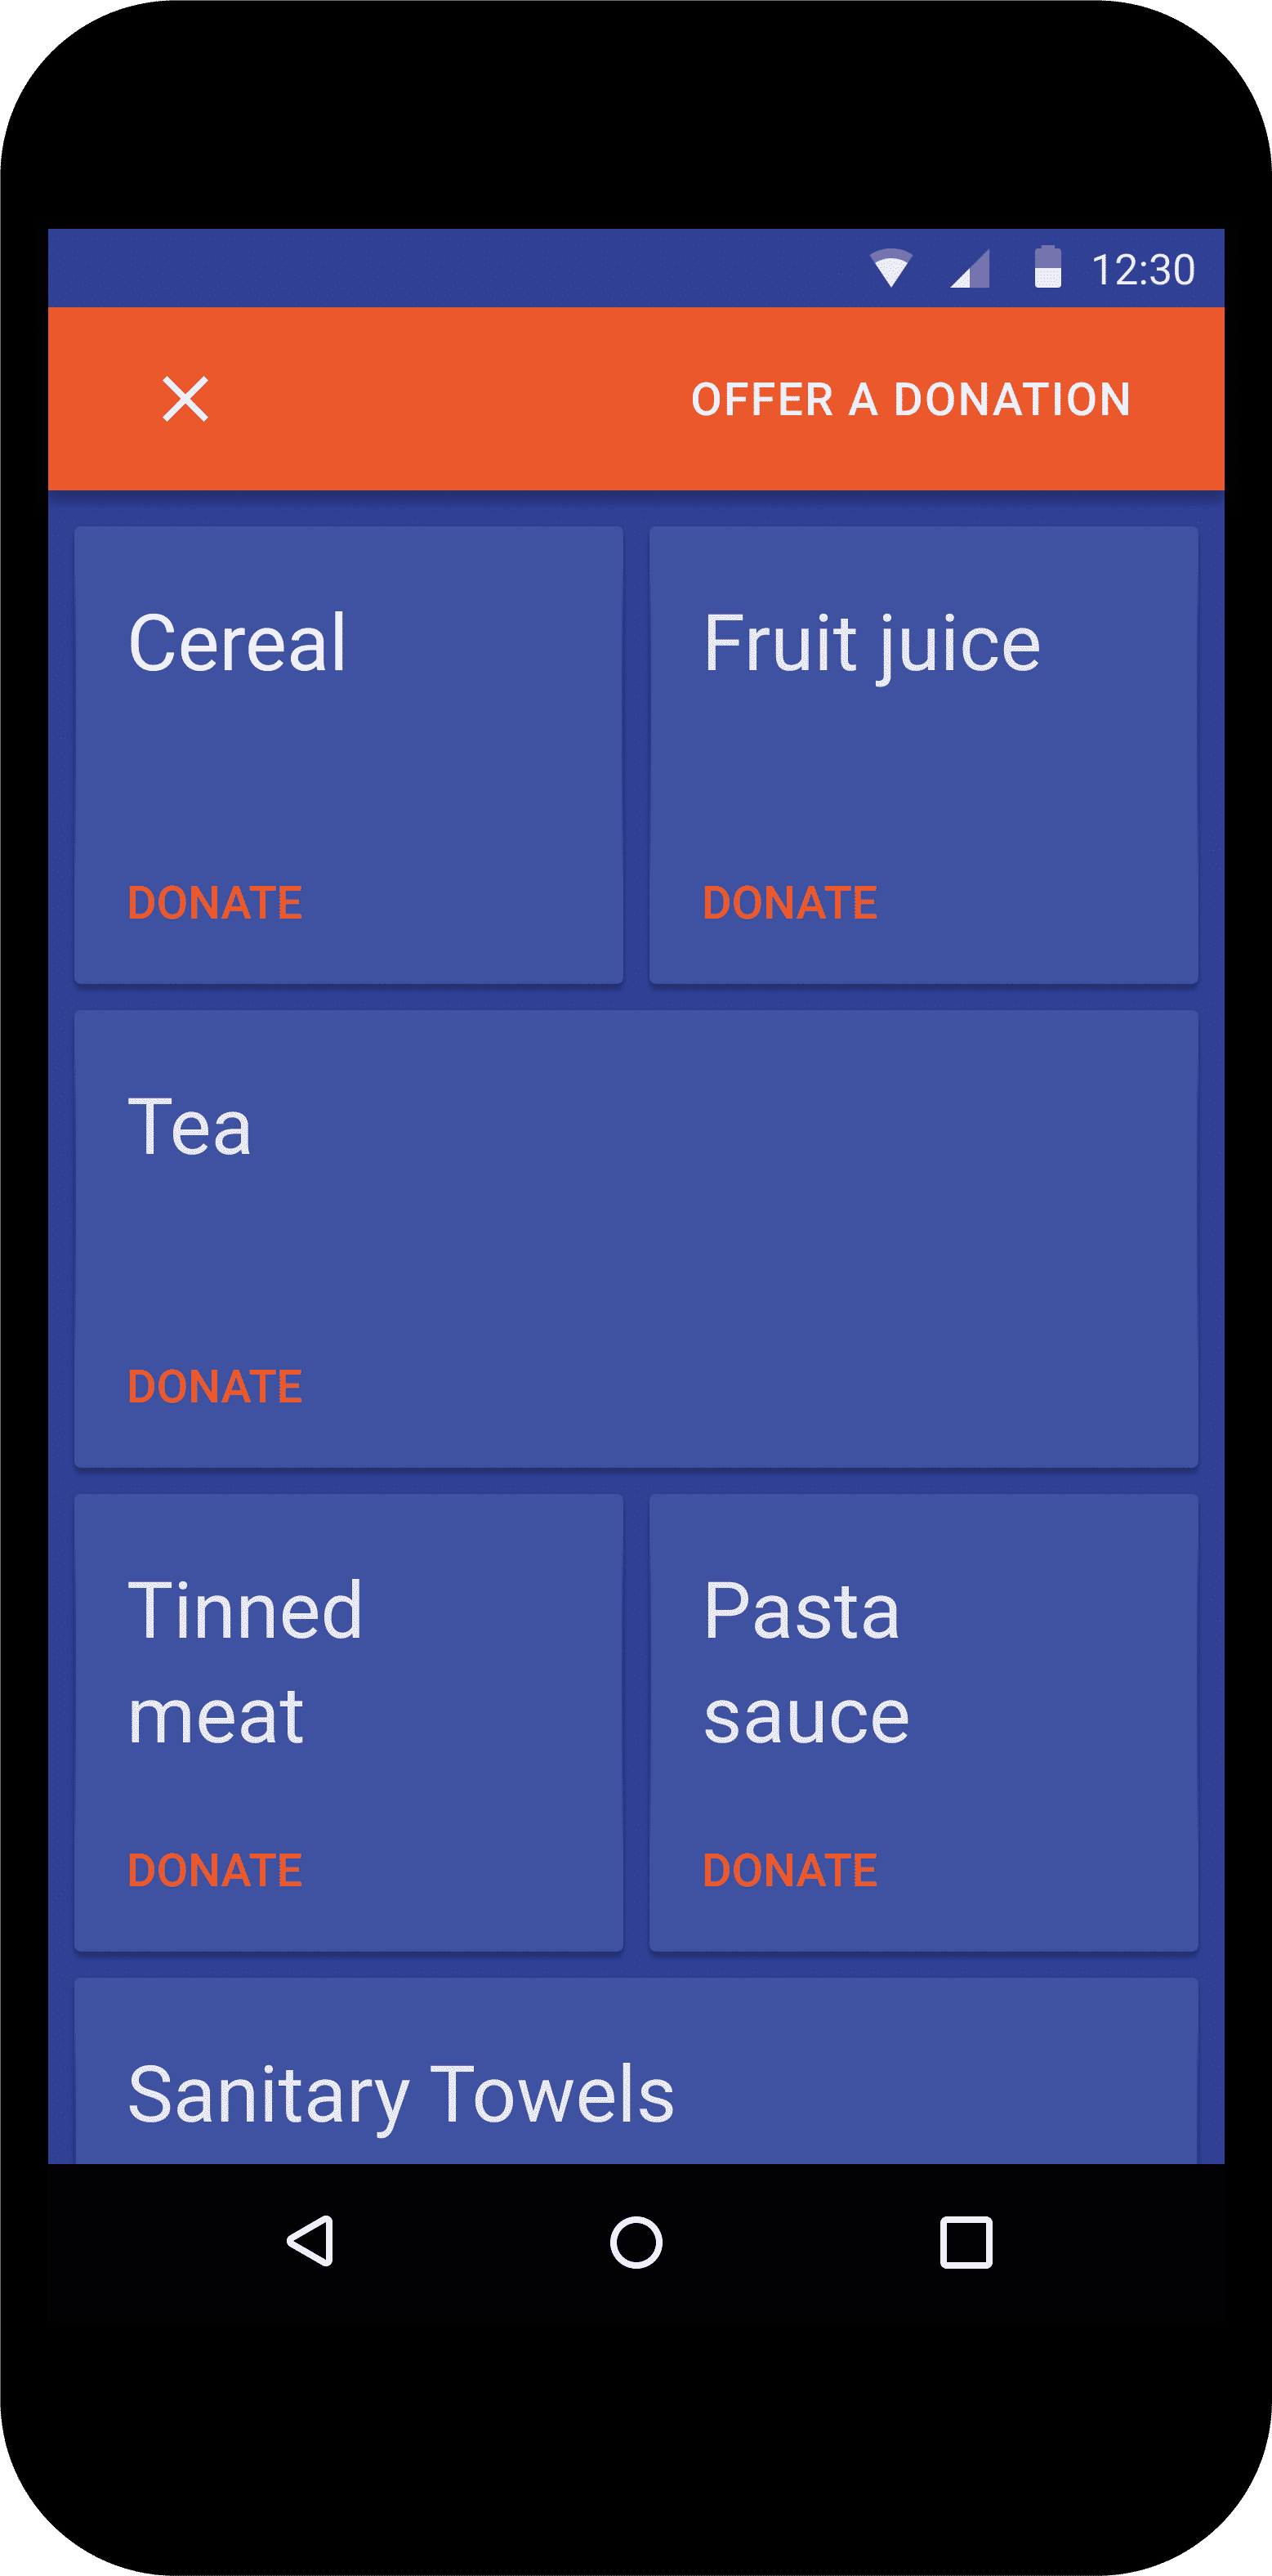 12:30
OFFER A DONATION
Cereal
Fruit juice
DONATE
DONATE
Tea
DONATE
Tinned
meat
Pasta
sauce
DONATE
DONATE
Sanitary Towels